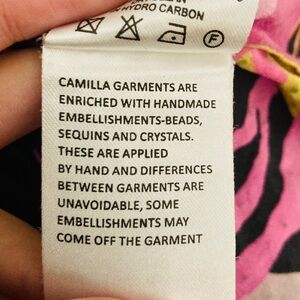 HYDRO CARBON
F
CAMILLA GARMENTS ARE
ENRICHED WITH HANDMADE
EMBELLISHMENTS-BEADS,
SEQUINS AND CRYSTALS.
THESE ARE APPLIED
BY HAND AND DIFFERENCES
BETWEEN GARMENTS ARE
UNAVOIDABLE, SOME
EMBELLISHMENTS MAY
COME OFF THE GARMENT